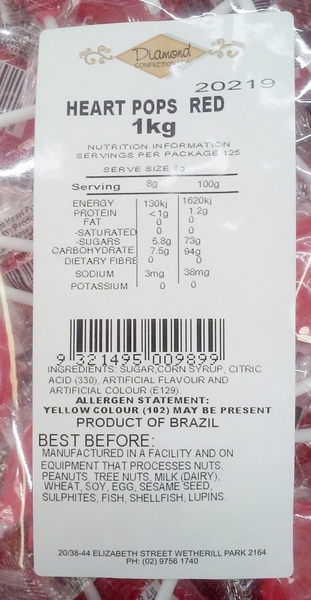 Diamond
CONFECTIONERY
20219
HEART POPS RED
1kg
NUTRITION INFORMATION
SERVINGS PER PACKAGE 125
SERVE SIZE 8g
Serving 8g 100g
ENERGY 130kj 1620kj
PROTEIN <1g 1.2g
FAT 0 0
-SATURATED 0 0
-SUGARS 5.8g 73g
CARBOHYDRATE 7.5g 94g
DIETARY FIBRE 0 0
SODIUM 3mg 38mg
POTASSIUM 0 0
9 321495 009899
INGREDIENTS: SUGAR,CORN SYRUP, CITRIC
ACID (330), ARTIFICIAL FLAVOUR AND
ARTIFICIAL COLOUR (E129)
ALLERGEN STATEMENT:
YELLOW COLOUR (102) MAY BE PRESENT
PRODUCT OF BRAZIL
BEST BEFORE:
MANUFACTURED IN A FACILITY AND ON
EQUIPMENT THAT PROCESSES NUTS,
PEANUTS, TREE NUTS, MILK (DAIRY),
WHEAT, SOY, EGG, SESAME SEED,
SULPHITES, FISH, SHELLFISH, LUPINS.
20/38-44 ELIZABETH STREET WETHERILL PARK 2164
PH: (02) 9756 1740